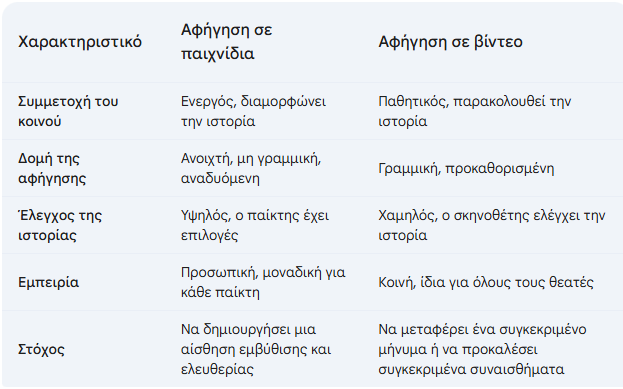 Χαρακτηριστικό
Αφήγηση σε
παιχνίδια
Αφήγηση σε βίντεο
Συμμετοχή του
κοινού
Ενεργός, διαμορφώνει
την ιστορία
Παθητικός, παρακολουθεί την
ιστορία
Δομή της
αφήγησης
Ανοιχτή, μη γραμμική,
αναδυόμενη
Γραμμική, προκαθορισμένη
Έλεγχος της
ιστορίας
Υψηλός, ο παίκτης έχει
επιλογές
Χαμηλός, ο σκηνοθέτης ελέγχει την
ιστορία
Εμπειρία
Προσωπική, μοναδική για
κάθε παίκτη
Κοινή, ίδια για όλους τους θεατές
Στόχος
Να δημιουργήσει μια
αίσθηση εμβύθισης και
ελευθερίας
Να μεταφέρει ένα συγκεκριμένο
μήνυμα ή να προκαλέσει
συγκεκριμένα συναισθήματα